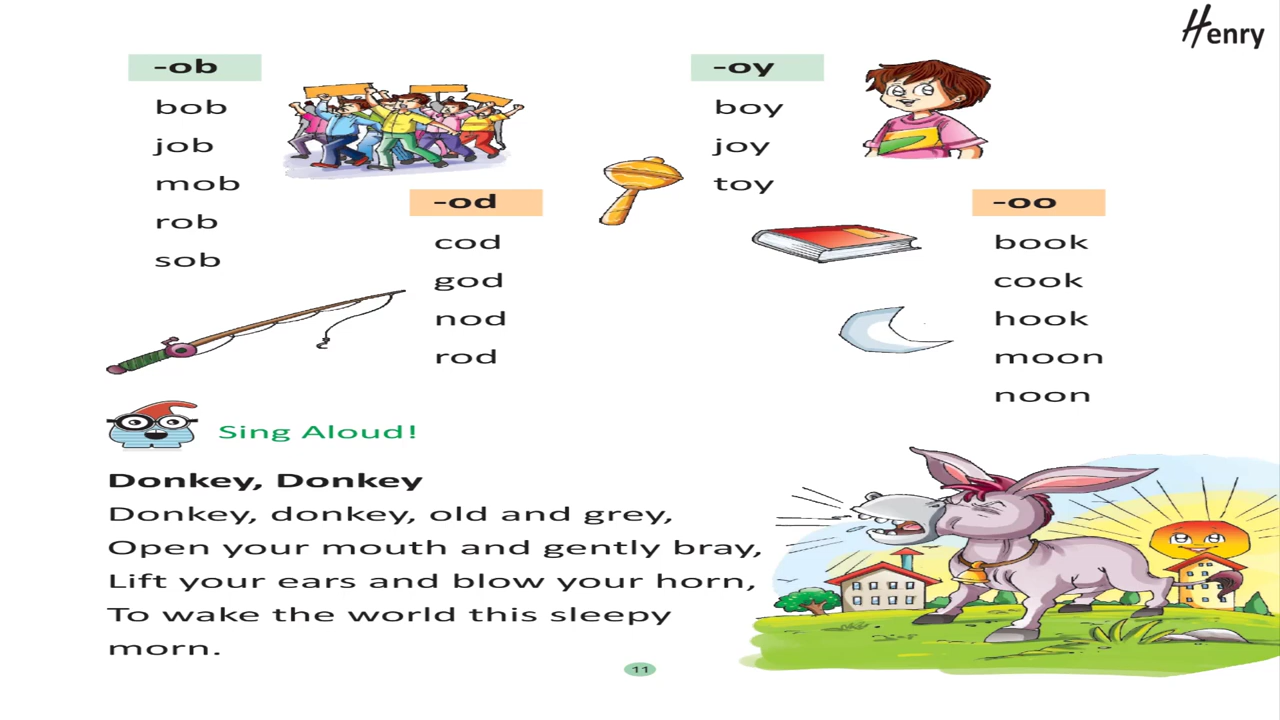 Henry
-ob
bob
job
mob
rob
sob
-od
cod
god
nod
rod
-oy
boy
joy
toy
-oo
book
cook
hook
moon
noon
Sing Aloud!
Donkey, Donkey
Donkey, donkey, old and grey,
Open your mouth and gently bray,
Lift your ears and blow your horn,
To wake the world this sleepy
morn.
11